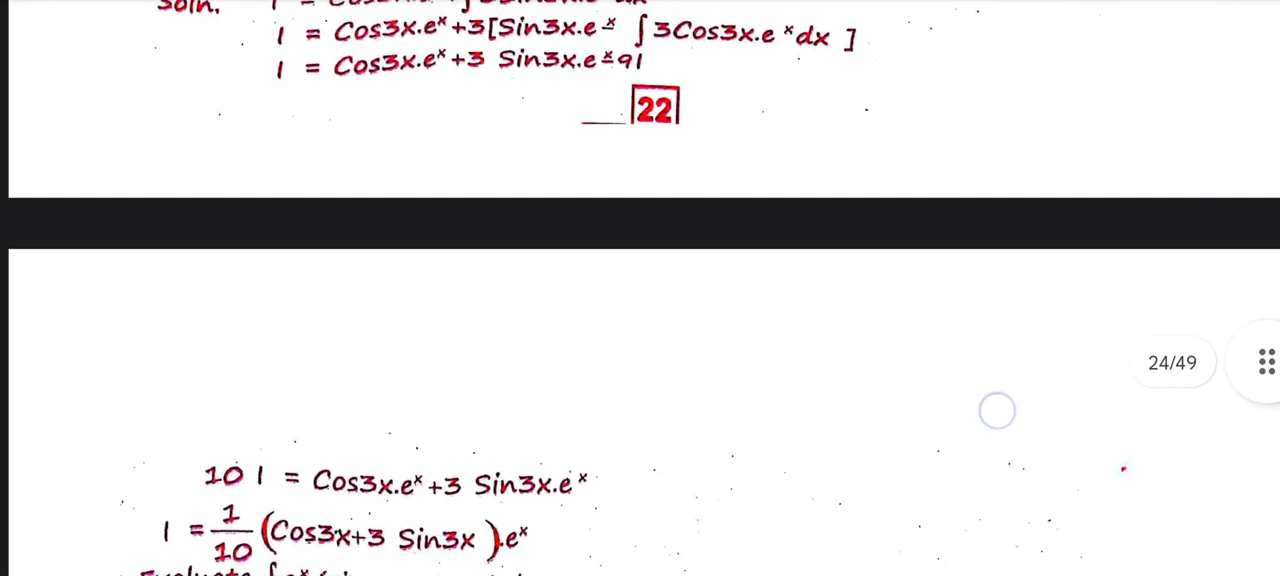 Soln.
I = Cos3x.eˣ+3[Sin3x.eˣ- ∫3Cos3x.eˣdx ]
I = Cos3x.eˣ+3 Sin3x.eˣ-9I
22
24/49
10 I = Cos3x.eˣ+3 Sin3x.eˣ
I = 1/10 (Cos3x+3 Sin3x ).eˣ